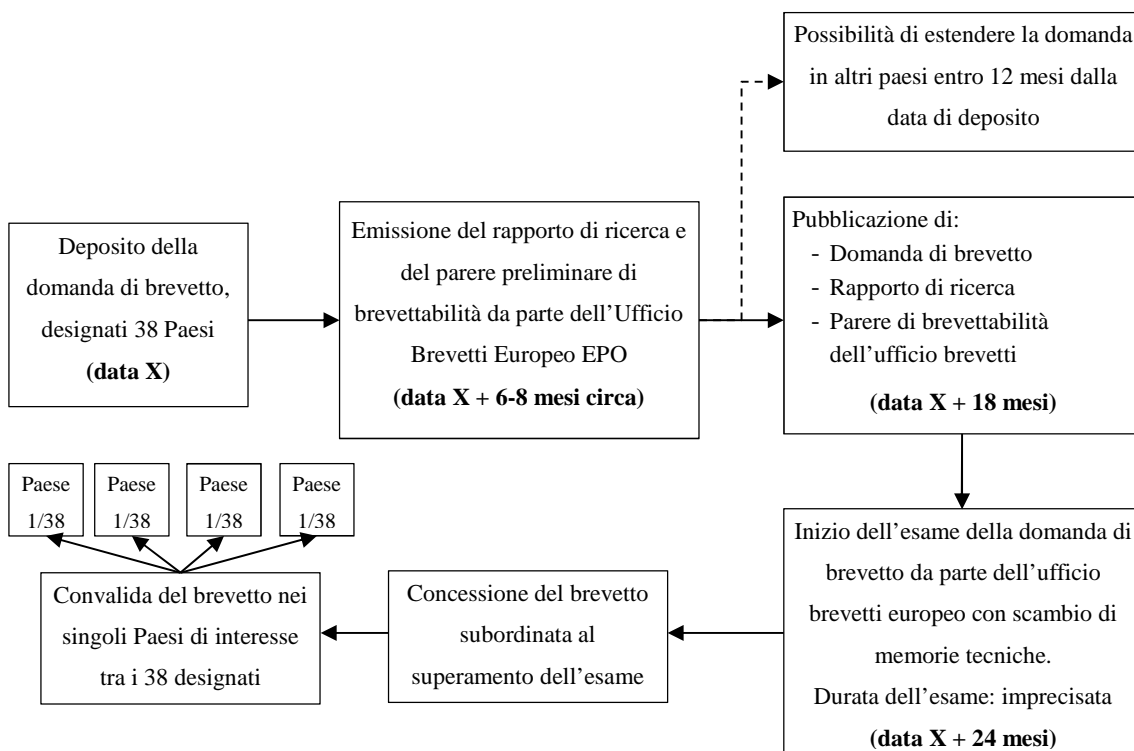 Possibilità di estendere la domanda
in altri paesi entro 12 mesi dalla
data di deposito
Deposito della
domanda di brevetto,
designati 38 Paesi
(data X)
Emissione del rapporto di ricerca e
del parere preliminare di
brevettabilità da parte dell’Ufficio
Brevetti Europeo EPO
(data X + 6-8 mesi circa)
Pubblicazione di:
- Domanda di brevetto
- Rapporto di ricerca
- Parere di brevettabilità
dell’ufficio brevetti
(data X + 18 mesi)
Inizio dell’esame della domanda di
brevetto da parte dell’ufficio
brevetti europeo con scambio di
memorie tecniche.
Durata dell’esame: imprecisata
(data X + 24 mesi)
Concessione del brevetto
subordinata al
superamento dell’esame
Convalida del brevetto nei
singoli Paesi di interesse
tra i 38 designati
Paese
1/38
Paese
1/38
Paese
1/38
Paese
1/38